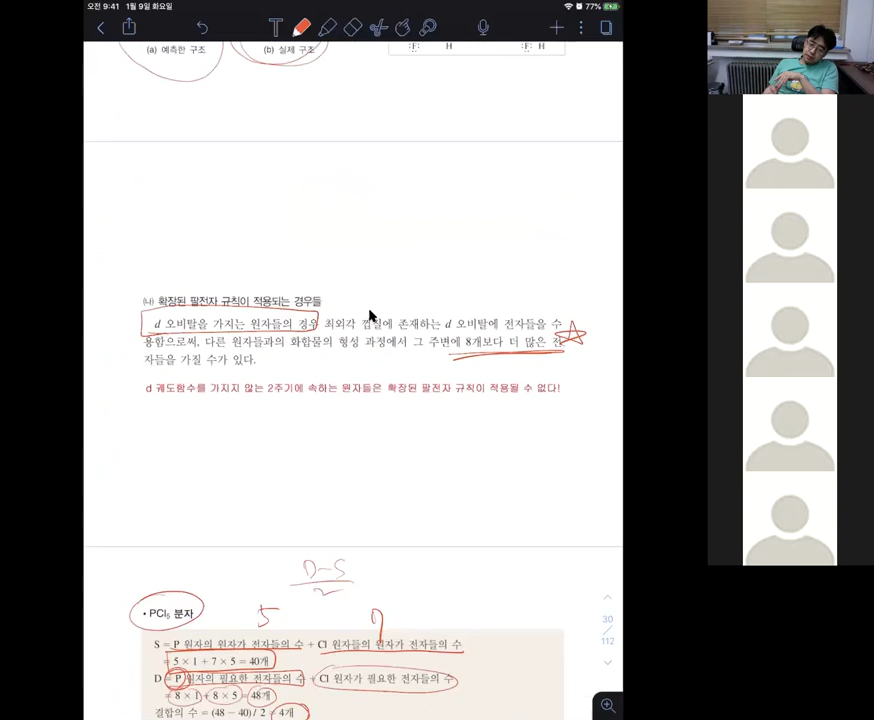 오전 9:41 1월 9일 화요일
77%
(a) 예측한 구조
(b) 실제 구조
:F: H :F: H
(나) 확장된 팔전자 규칙이 적용되는 경우들
d 오비탈을 가지는 원자들의 경우 최외각 껍질에 존재하는 d 오비탈에 전자들을 수
용함으로써, 다른 원자들과의 화합물의 형성 과정에서 그 주변에 8개보다 더 많은 전
자들을 가질 수가 있다.
d 궤도함수를 가지지 않는 2주기에 속하는 원자들은 확장된 팔전자 규칙이 적용될 수 없다!
D-S
2
• PCl₅ 분자
5
S = P 원자의 원자가 전자들의 수 + Cl 원자들의 원자가 전자들의 수
= 5 × 1 + 7 × 5 = 40개
D = P 원자의 필요한 전자들의 수 + Cl 원자가 필요한 전자들의 수
= 8 × 1 + 8 × 5 = 48개
결합의 수 = (48 - 40) / 2 = 4개
30
/
112